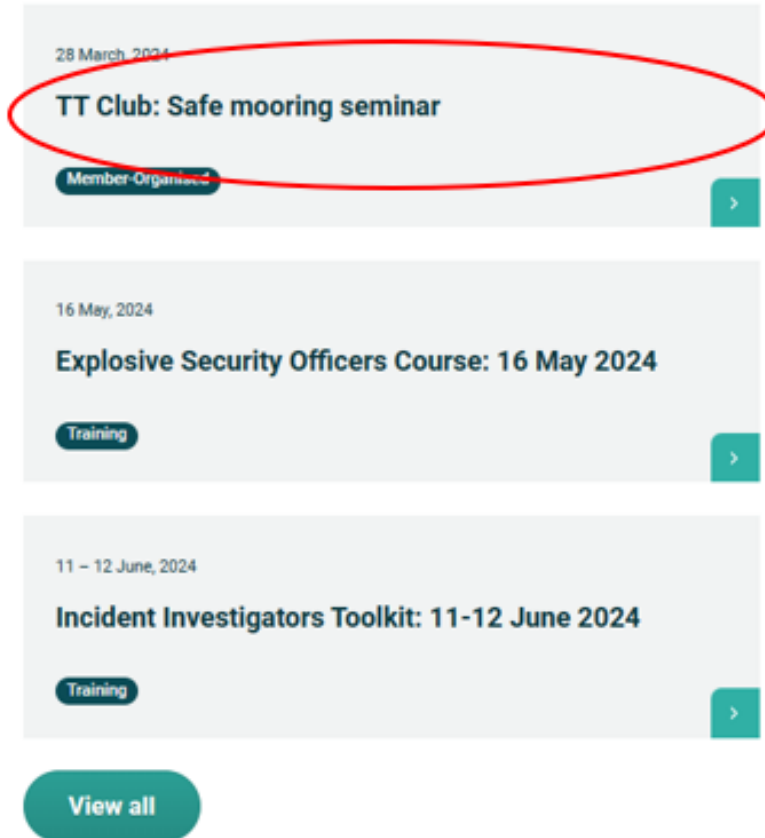 28 March, 2024
TT Club: Safe mooring seminar
Member-Organised
16 May, 2024
Explosive Security Officers Course: 16 May 2024
Training
11 – 12 June, 2024
Incident Investigators Toolkit: 11-12 June 2024
Training
View all